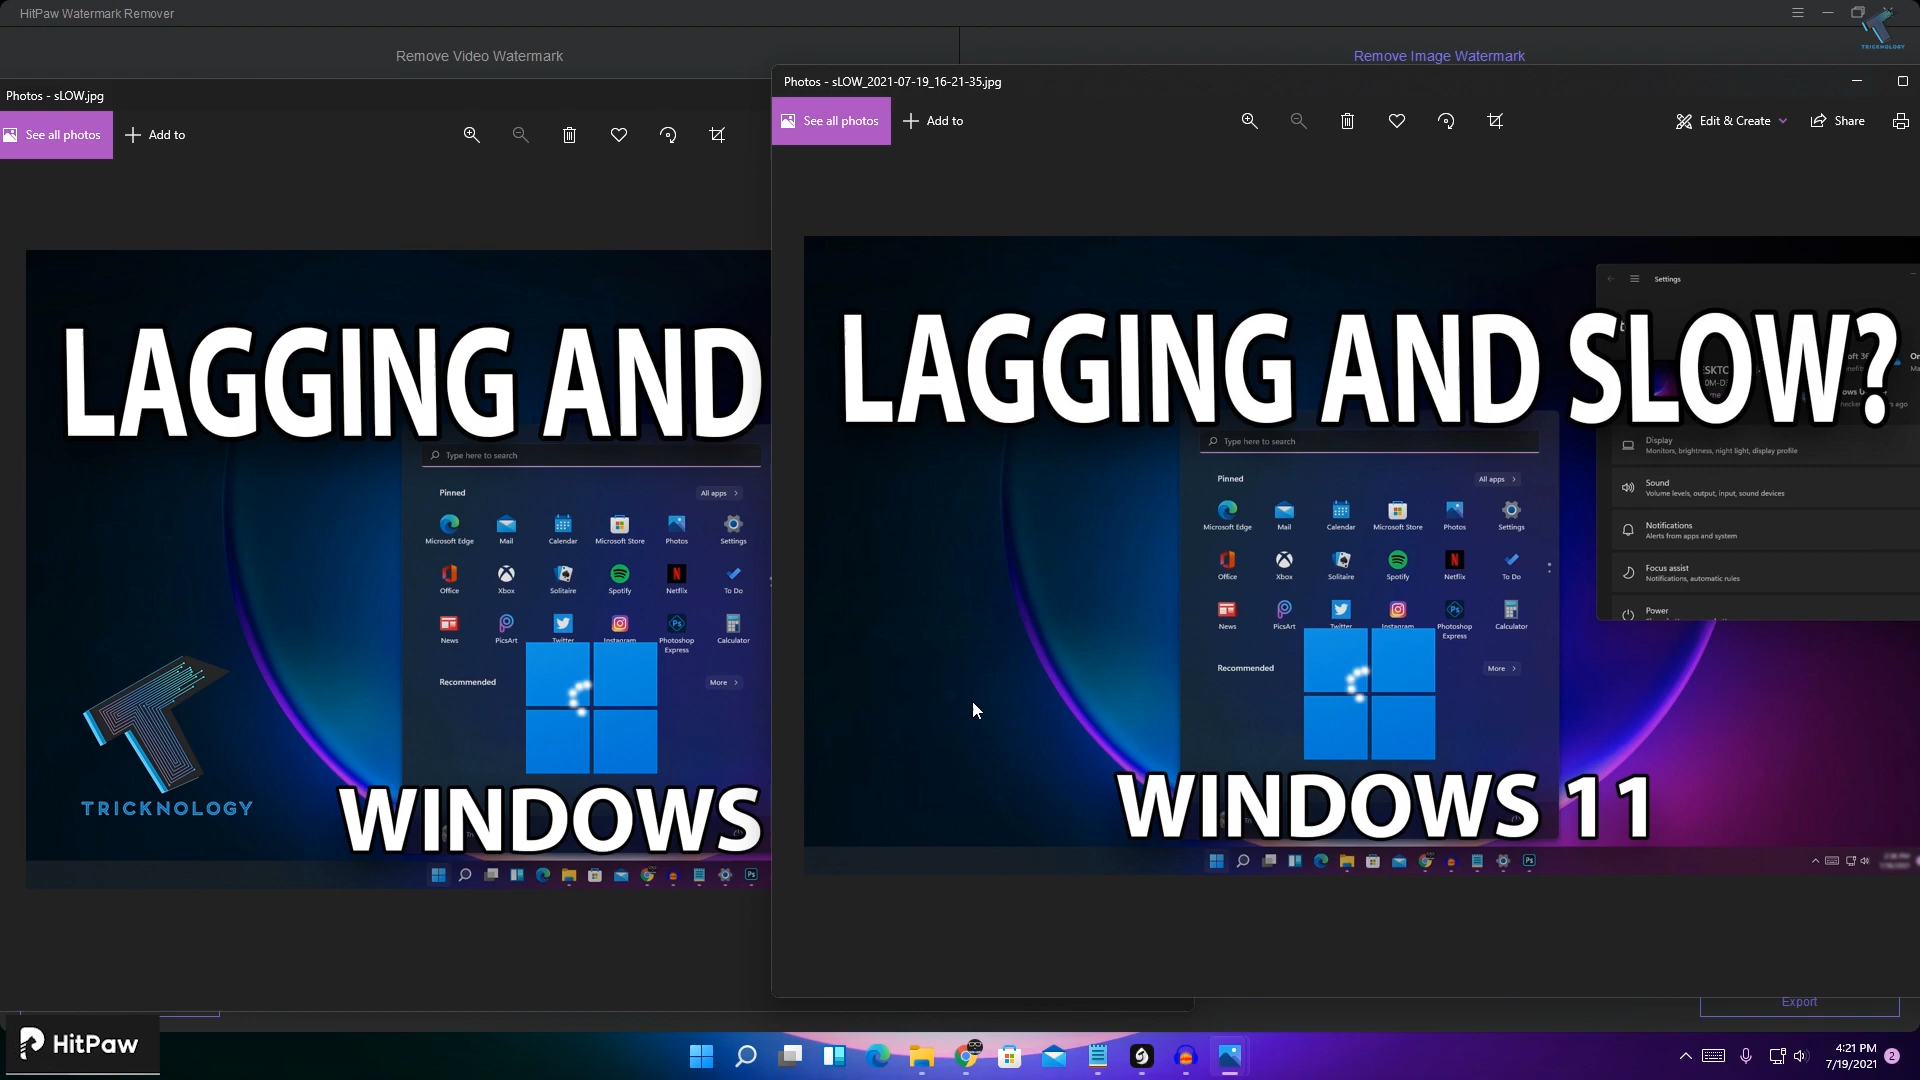 HitPaw Watermark Remover
TRICKNOLOGY
Remove Video Watermark
Remove Image Watermark
Photos - sLOW.jpg
See all photos
Add to
LAGGING AND
Type here to search
Pinned
All apps
Microsoft Edge
Mail
Calendar
Microsoft Store
Photos
Settings
Office
Xbox
Solitaire
Spotify
Netflix
To Do
News
PicsArt
Twitter
Instagram
Photoshop
Express
Calculator
Recommended
More
TRICKNOLOGY
WINDOWS
Photos - sLOW_2021-07-19_16-21-35.jpg
See all photos
Add to
Edit & Create
Share
Settings
LAGGING AND SLOW?
Type here to search
Pinned
All apps
Microsoft Edge
Mail
Calendar
Microsoft Store
Photos
Settings
Office
Xbox
Solitaire
Spotify
Netflix
To Do
News
PicsArt
Twitter
Instagram
Photoshop
Express
Calculator
Recommended
More
Display
Monitors, brightness, night light, display profile
Sound
Volume levels, output, input, sound devices
Notifications
Alerts from apps and system
Focus assist
Notifications, automatic rules
Power
WINDOWS 11
Export
HitPaw
4:21 PM
7/19/2021
2